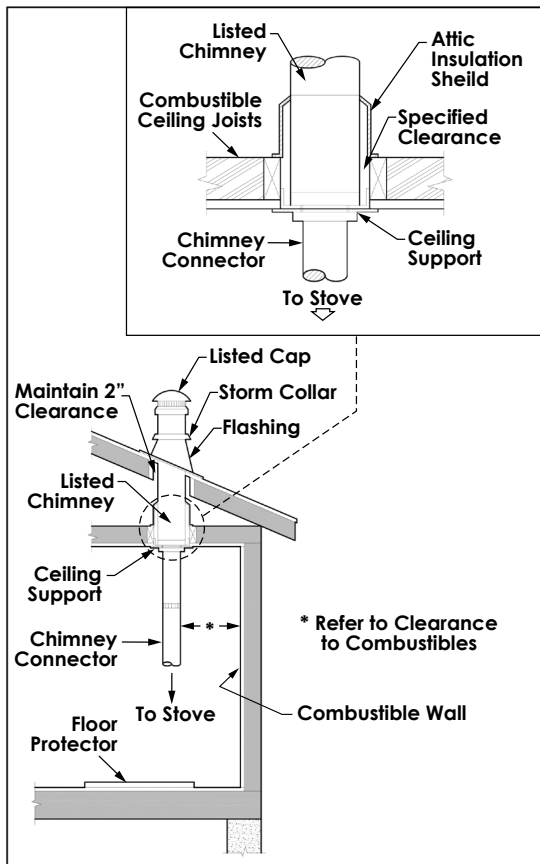 Listed
Chimney
Attic
Insulation
Sheild
Combustible
Ceiling Joists
Specified
Clearance
Chimney
Connector
Ceiling
Support
To Stove
Listed Cap
Maintain 2"
Clearance
Storm Collar
Flashing
Listed
Chimney
Ceiling
Support
*
* Refer to Clearance
to Combustibles
Chimney
Connector
To Stove
Combustible Wall
Floor
Protector